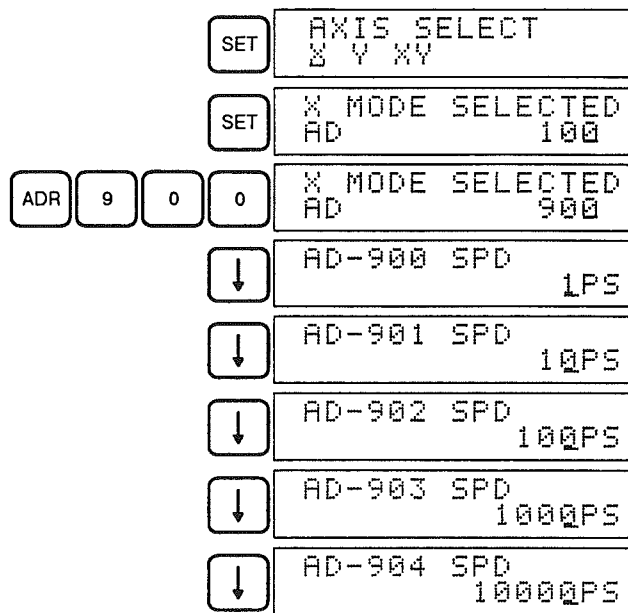 SET
AXIS SELECT
X Y XY
SET
X MODE SELECTED
AD 100
ADR 9 0 0
X MODE SELECTED
AD 900
↓
AD-900 SPD
1PS
↓
AD-901 SPD
10PS
↓
AD-902 SPD
100PS
↓
AD-903 SPD
1000PS
↓
AD-904 SPD
10000PS